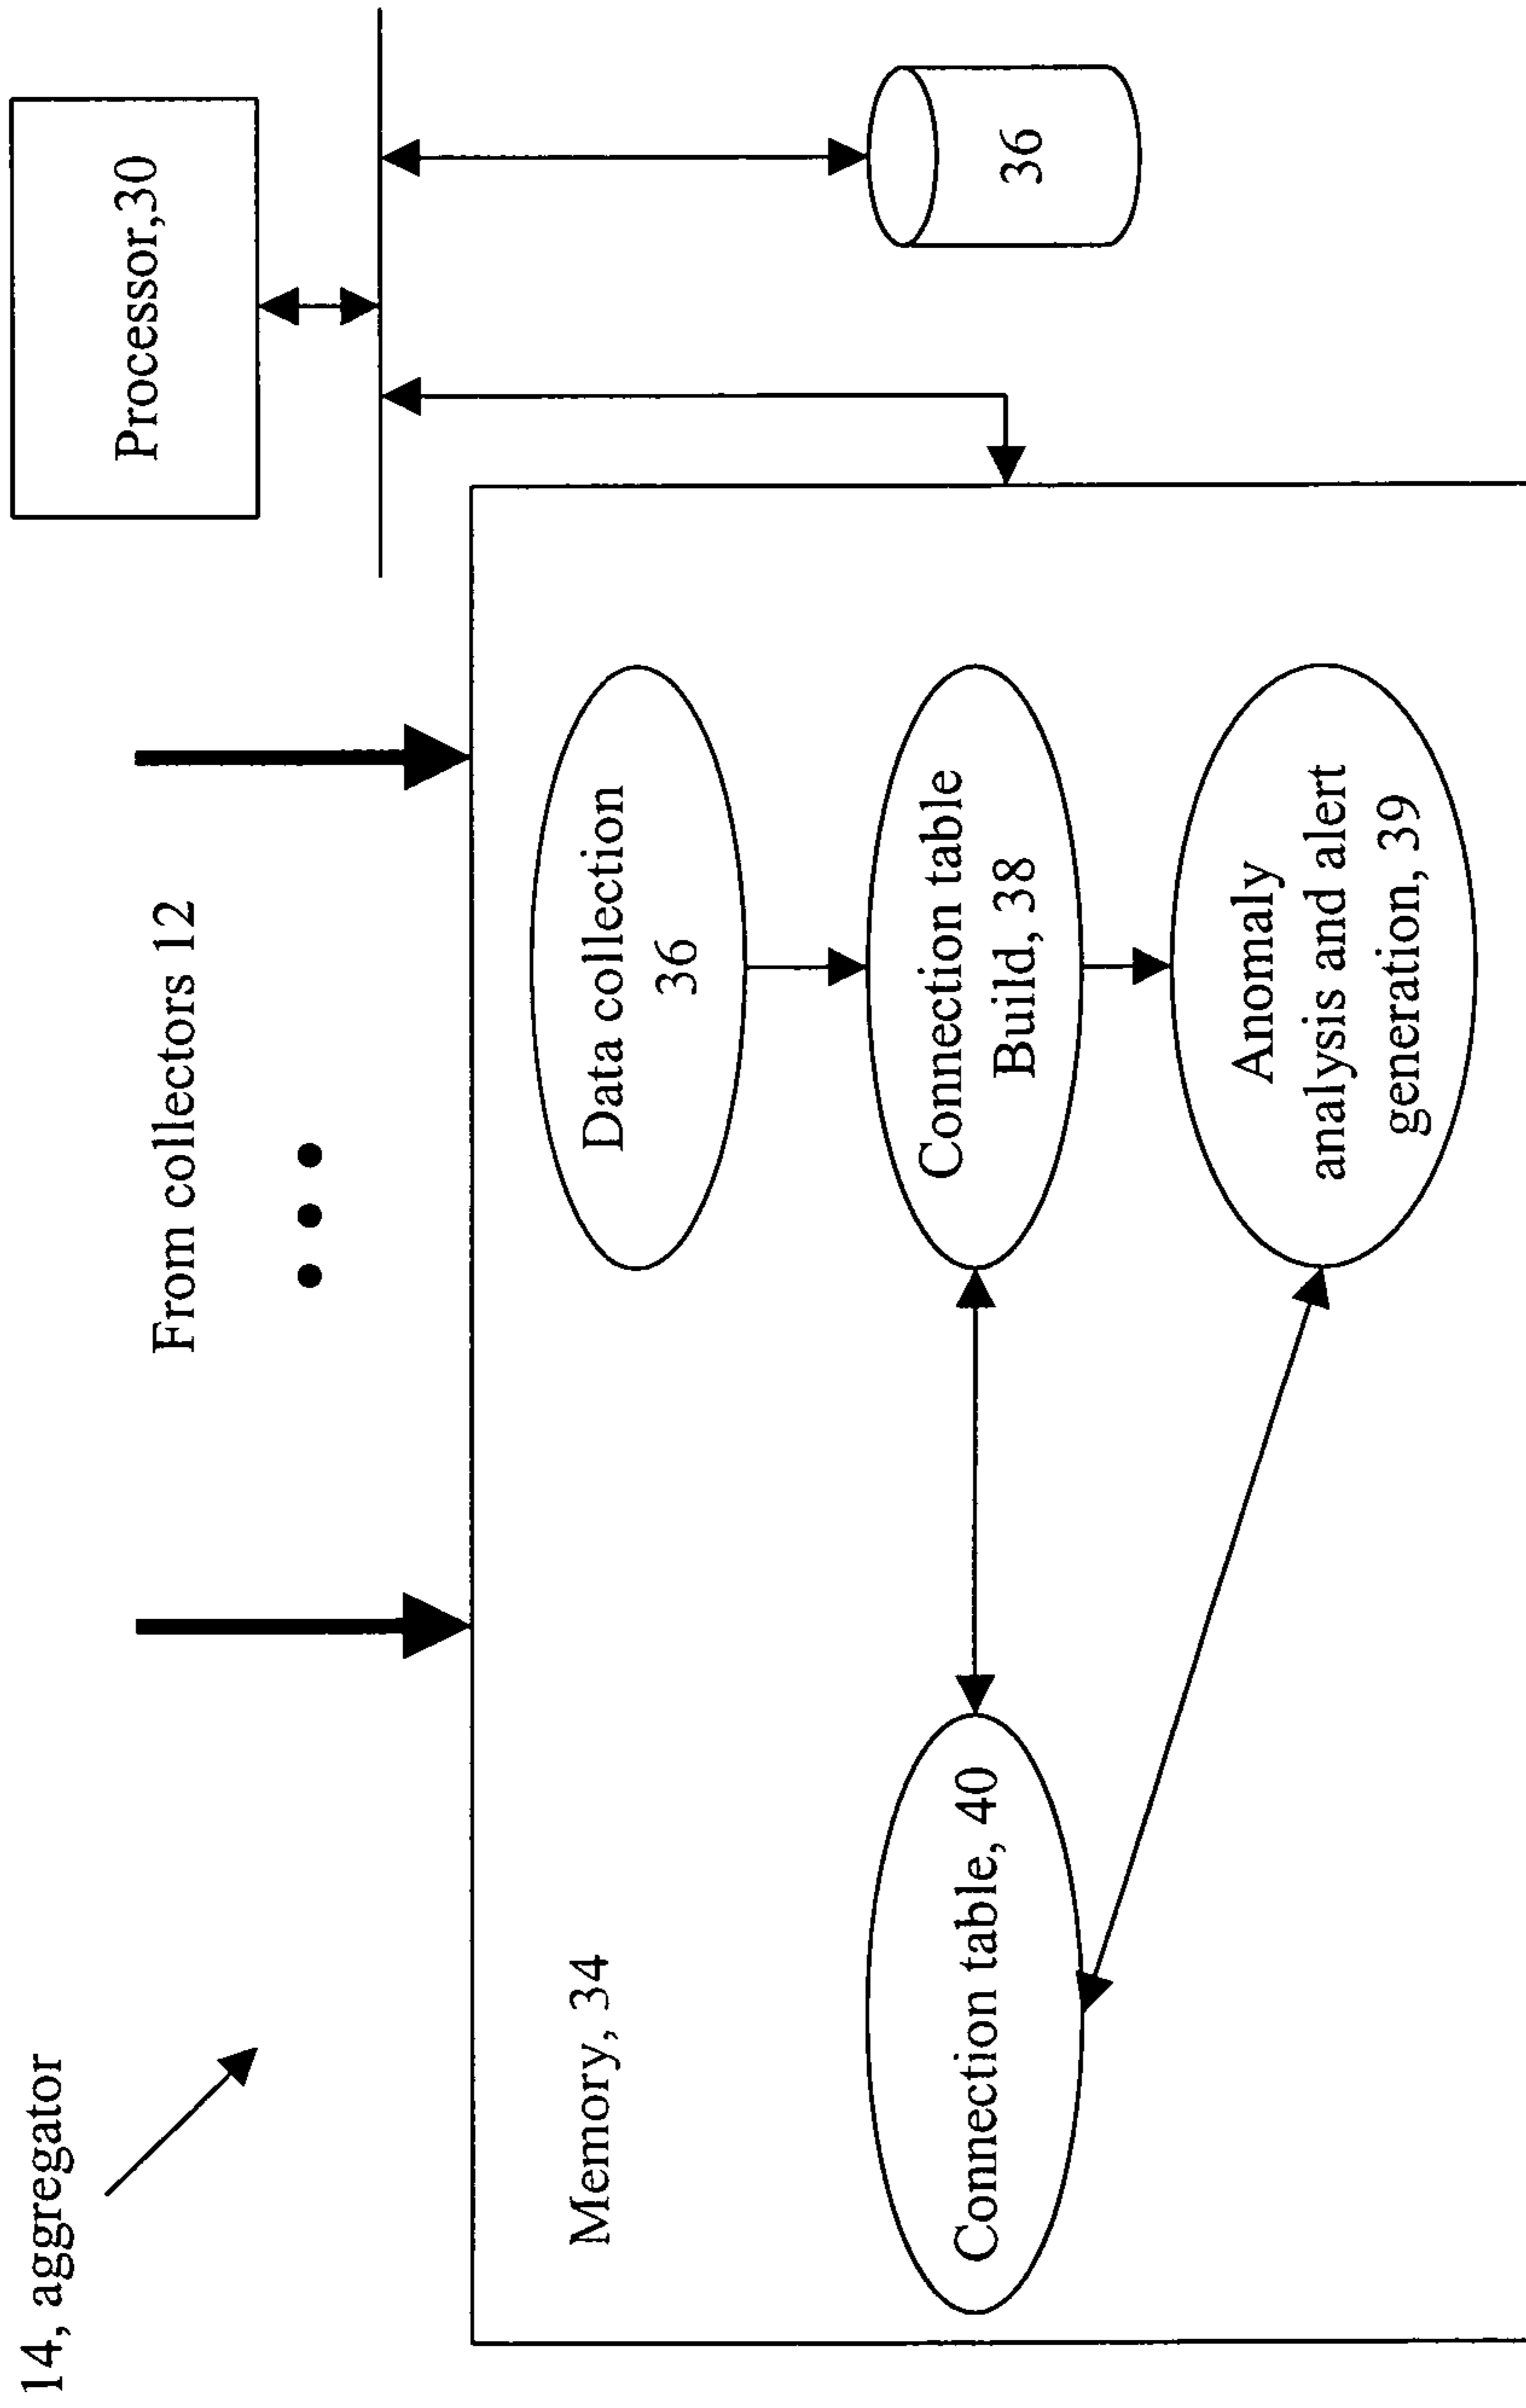 14, aggregator
From collectors 12
Processor,30
Memory, 34
Data collection
36
36
Connection table, 40
Connection table
Build, 38
Anomaly
analysis and alert
generation, 39